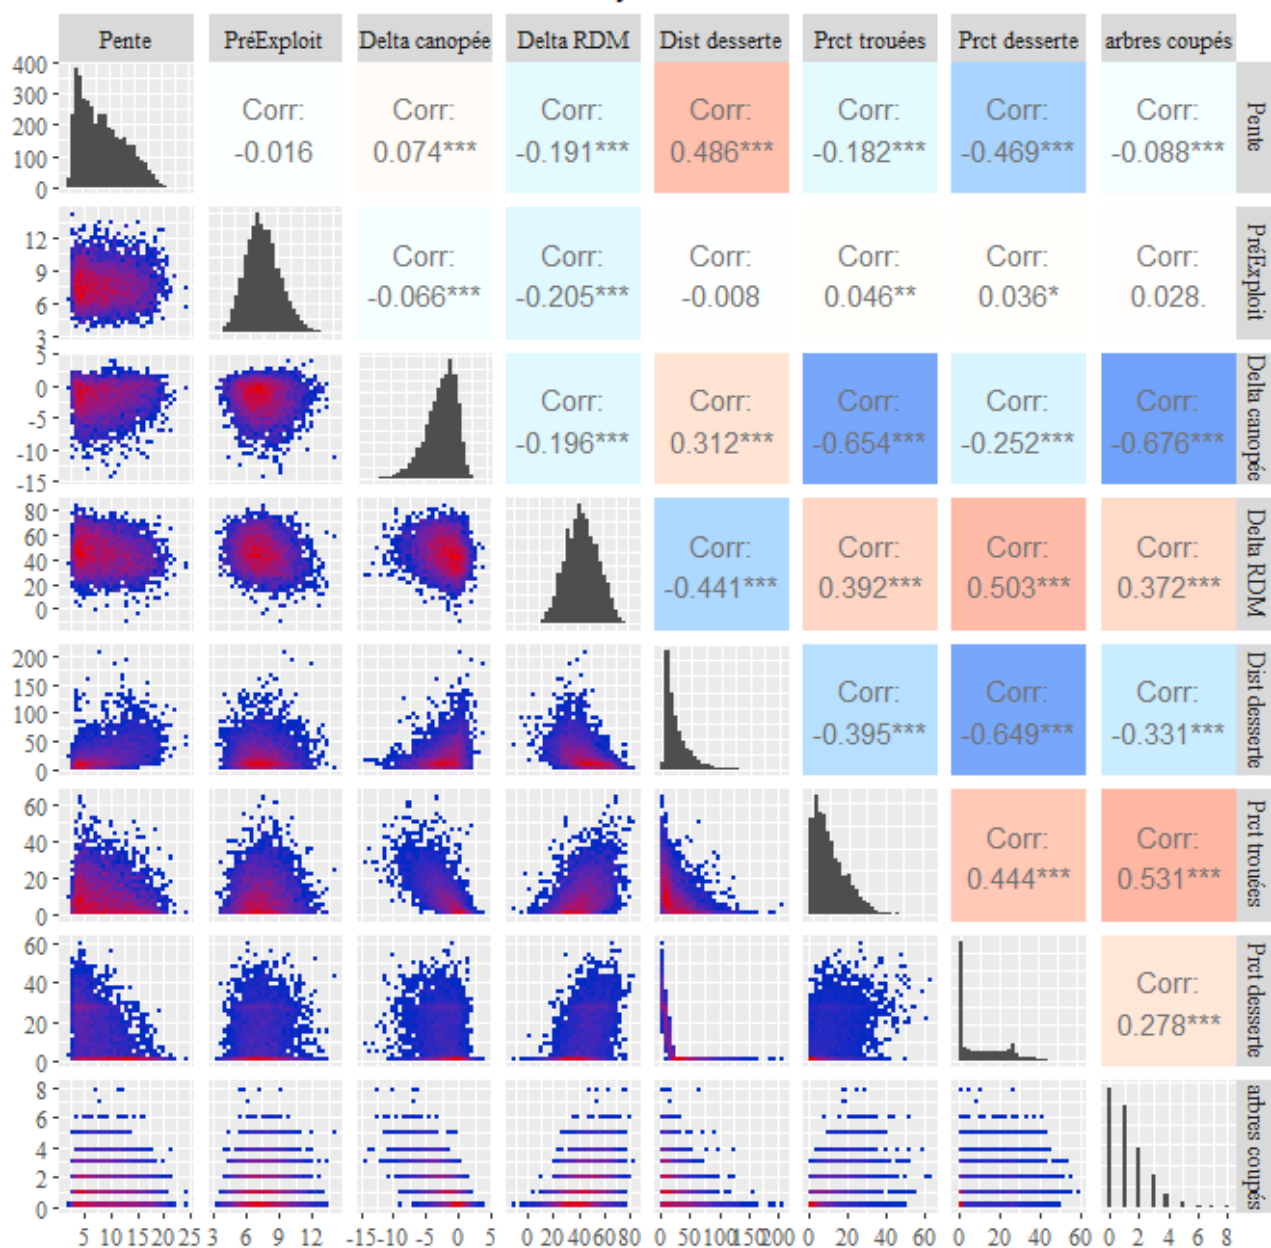 Pente PréExploit Delta canopée Delta RDM Dist desserte Prct trouées Prct desserte arbres coupés
400
300
200
100
0
Corr: Corr: Corr: Corr: Corr: Corr: Corr:
-0.016 0.074*** -0.191*** 0.486*** -0.182*** -0.469*** -0.088***
Pente
12
9
6
3
Corr: Corr: Corr: Corr: Corr: Corr:
-0.066*** -0.205*** -0.008 0.046** 0.036* 0.028.
PréExploit
5
0
-5
-10
-15
Corr: Corr: Corr: Corr: Corr:
-0.196*** 0.312*** -0.654*** -0.252*** -0.676***
Delta canopée
80
60
40
20
0
Corr: Corr: Corr: Corr:
-0.441*** 0.392*** 0.503*** 0.372***
Delta RDM
200
150
100
50
0
Corr: Corr: Corr:
-0.395*** -0.649*** -0.331***
Dist desserte
60
40
20
0
Corr: Corr:
0.444*** 0.531***
Prct trouées
60
40
20
0
Corr:
0.278***
Prct desserte
8
6
4
2
0
arbres coupés
5 10 15 20 25 3 6 9 12 -15 -10 -5 0 5 0 20 40 60 80 0 50 100 150 200 0 20 40 60 0 20 40 60 0 2 4 6 8